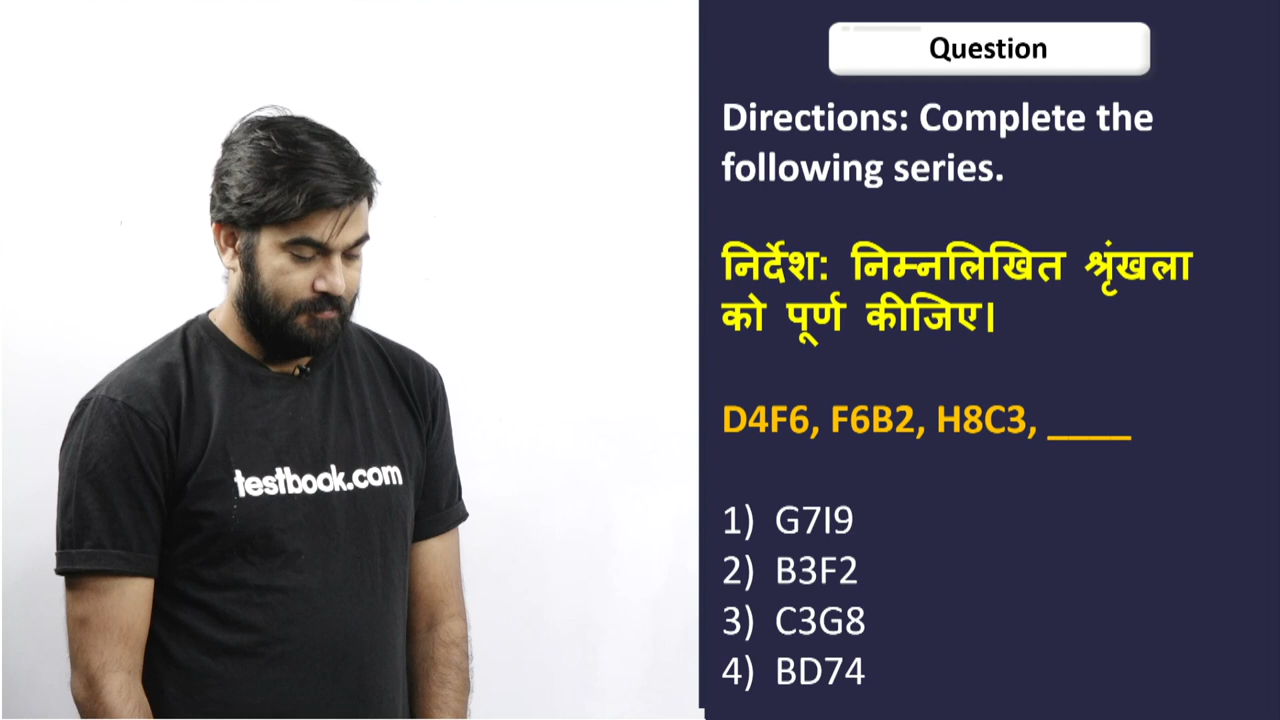 testbook.com
Question
Directions: Complete the
following series.
निर्देश: निम्नलिखित श्रृंखला
को पूर्ण कीजिए।
D4F6, F6B2, H8C3, ____
1) G7I9
2) B3F2
3) C3G8
4) BD74